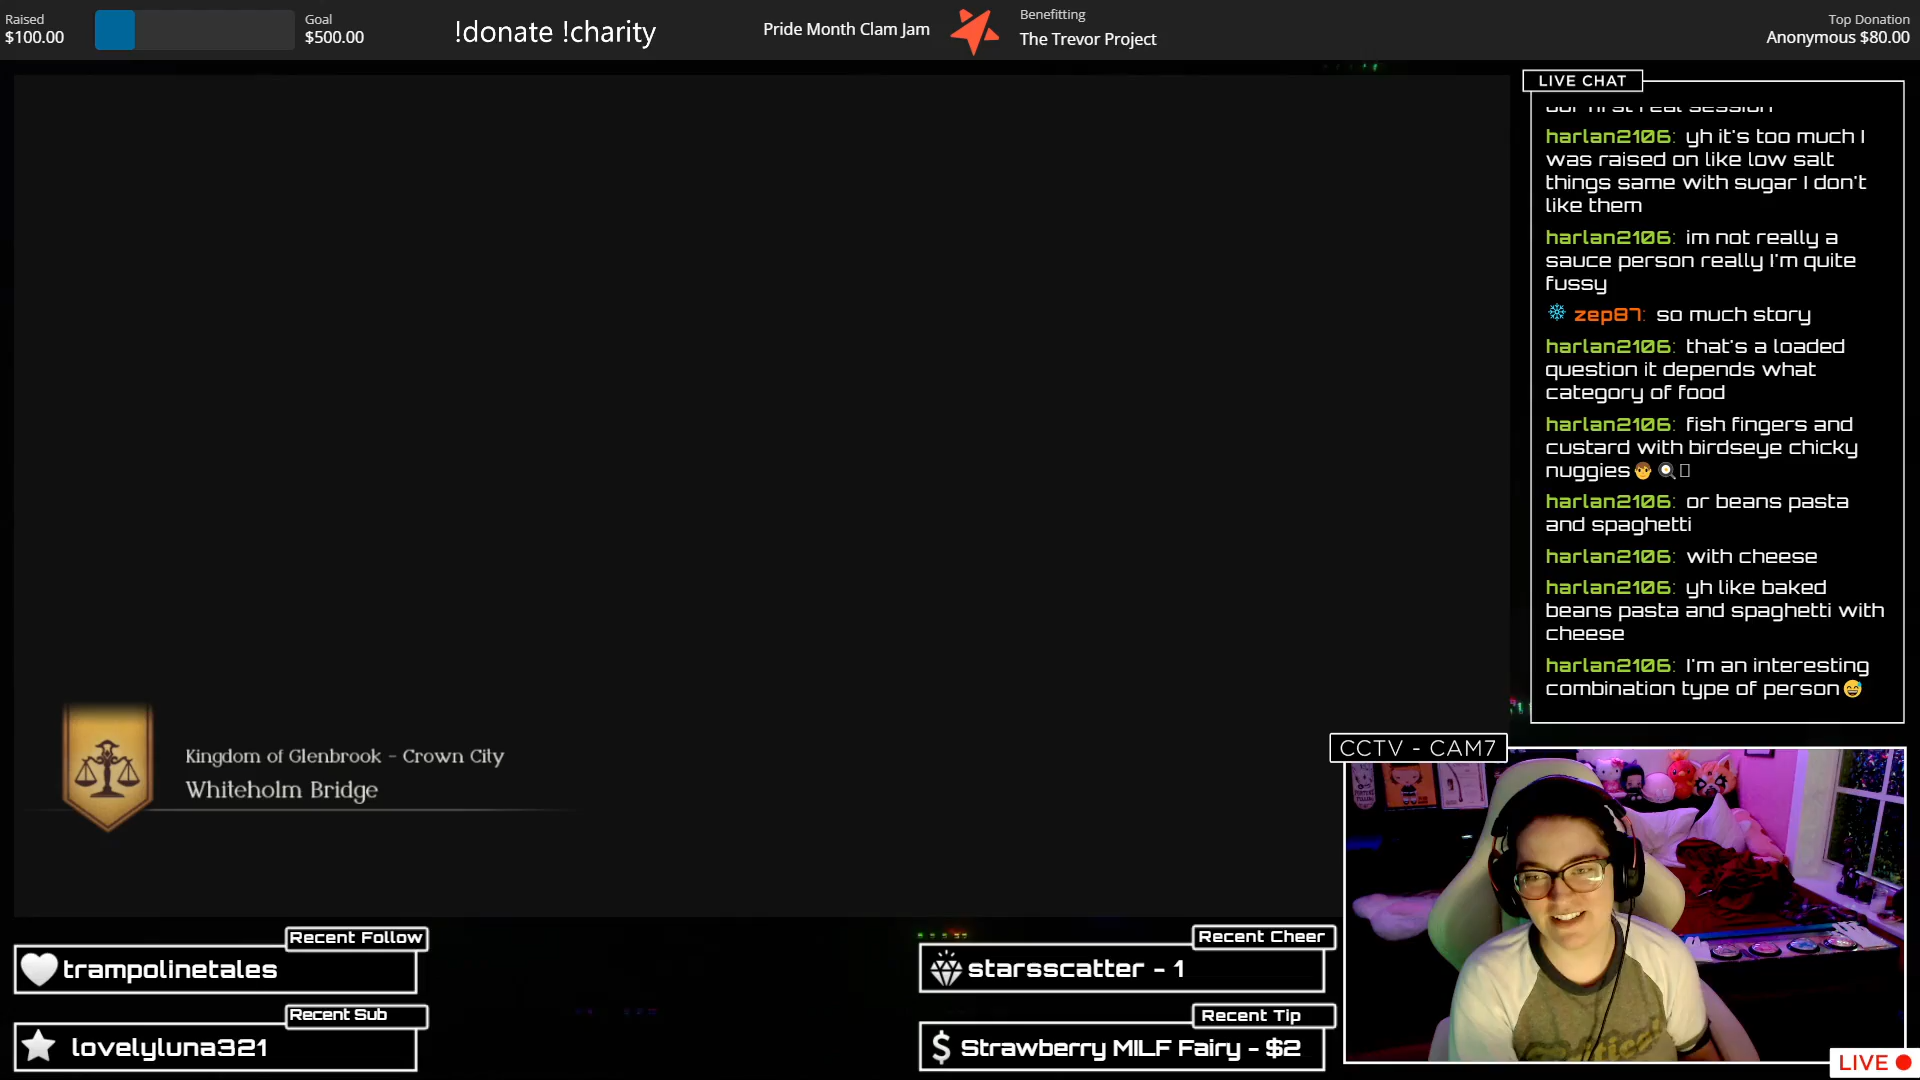 Raised
$100.00
Goal
$500.00
!donate !charity
Pride Month Clam Jam
Benefitting
The Trevor Project
Top Donation
Anonymous $80.00
LIVE CHAT
our first real session
harlan2106: yh it's too much I
was raised on like low salt
things same with sugar I don't
like them
harlan2106: im not really a
sauce person really I'm quite
fussy
zep87: so much story
harlan2106: that's a loaded
question it depends what
category of food
harlan2106: fish fingers and
custard with birdseye chicky
nuggies
harlan2106: or beans pasta
and spaghetti
harlan2106: with cheese
harlan2106: yh like baked
beans pasta and spaghetti with
cheese
harlan2106: I'm an interesting
combination type of person
Kingdom of Glenbrook - Crown City
Whiteholm Bridge
CCTV - CAM7
Recent Follow
trampolinetales
Recent Sub
lovelyluna321
Recent Cheer
starsscatter - 1
Recent Tip
$ Strawberry MILF Fairy - $2
LIVE